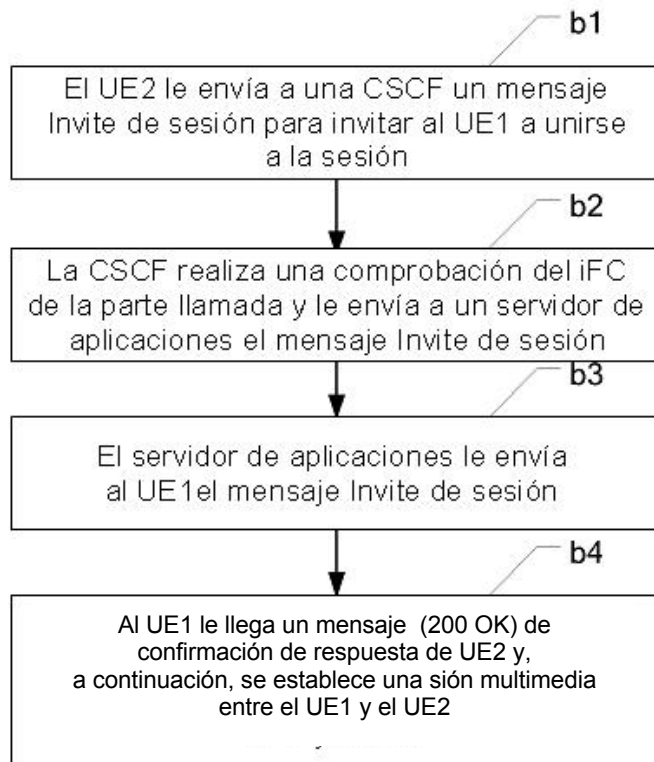 b1
El UE2 le envía a una CSCF un mensaje
Invite de sesión para invitar al UE1 a unirse
a la sesión
b2
La CSCF realiza una comprobación del iFC
de la parte llamada y le envía a un servidor de
aplicaciones el mensaje Invite de sesión
b3
El servidor de aplicaciones le envía
al UE1el mensaje Invite de sesión
b4
Al UE1 le llega un mensaje (200 OK) de
confirmación de respuesta de UE2 y,
a continuación, se establece una sión multimedia
entre el UE1 y el UE2